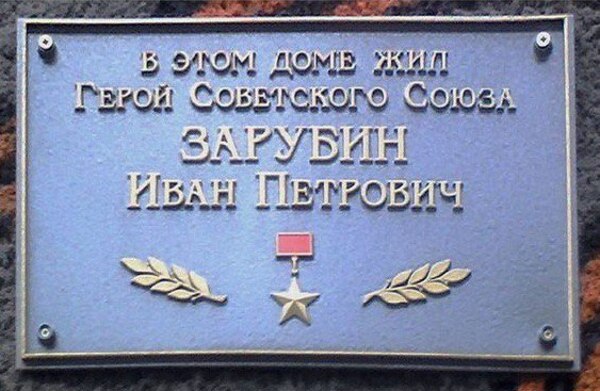 В ЭТОМ ДОМЕ ЖИЛ
ГЕРОЙ СОВЕТСКОГО СОЮЗА
ЗАРУБИН
ИВАН ПЕТРОВИЧ